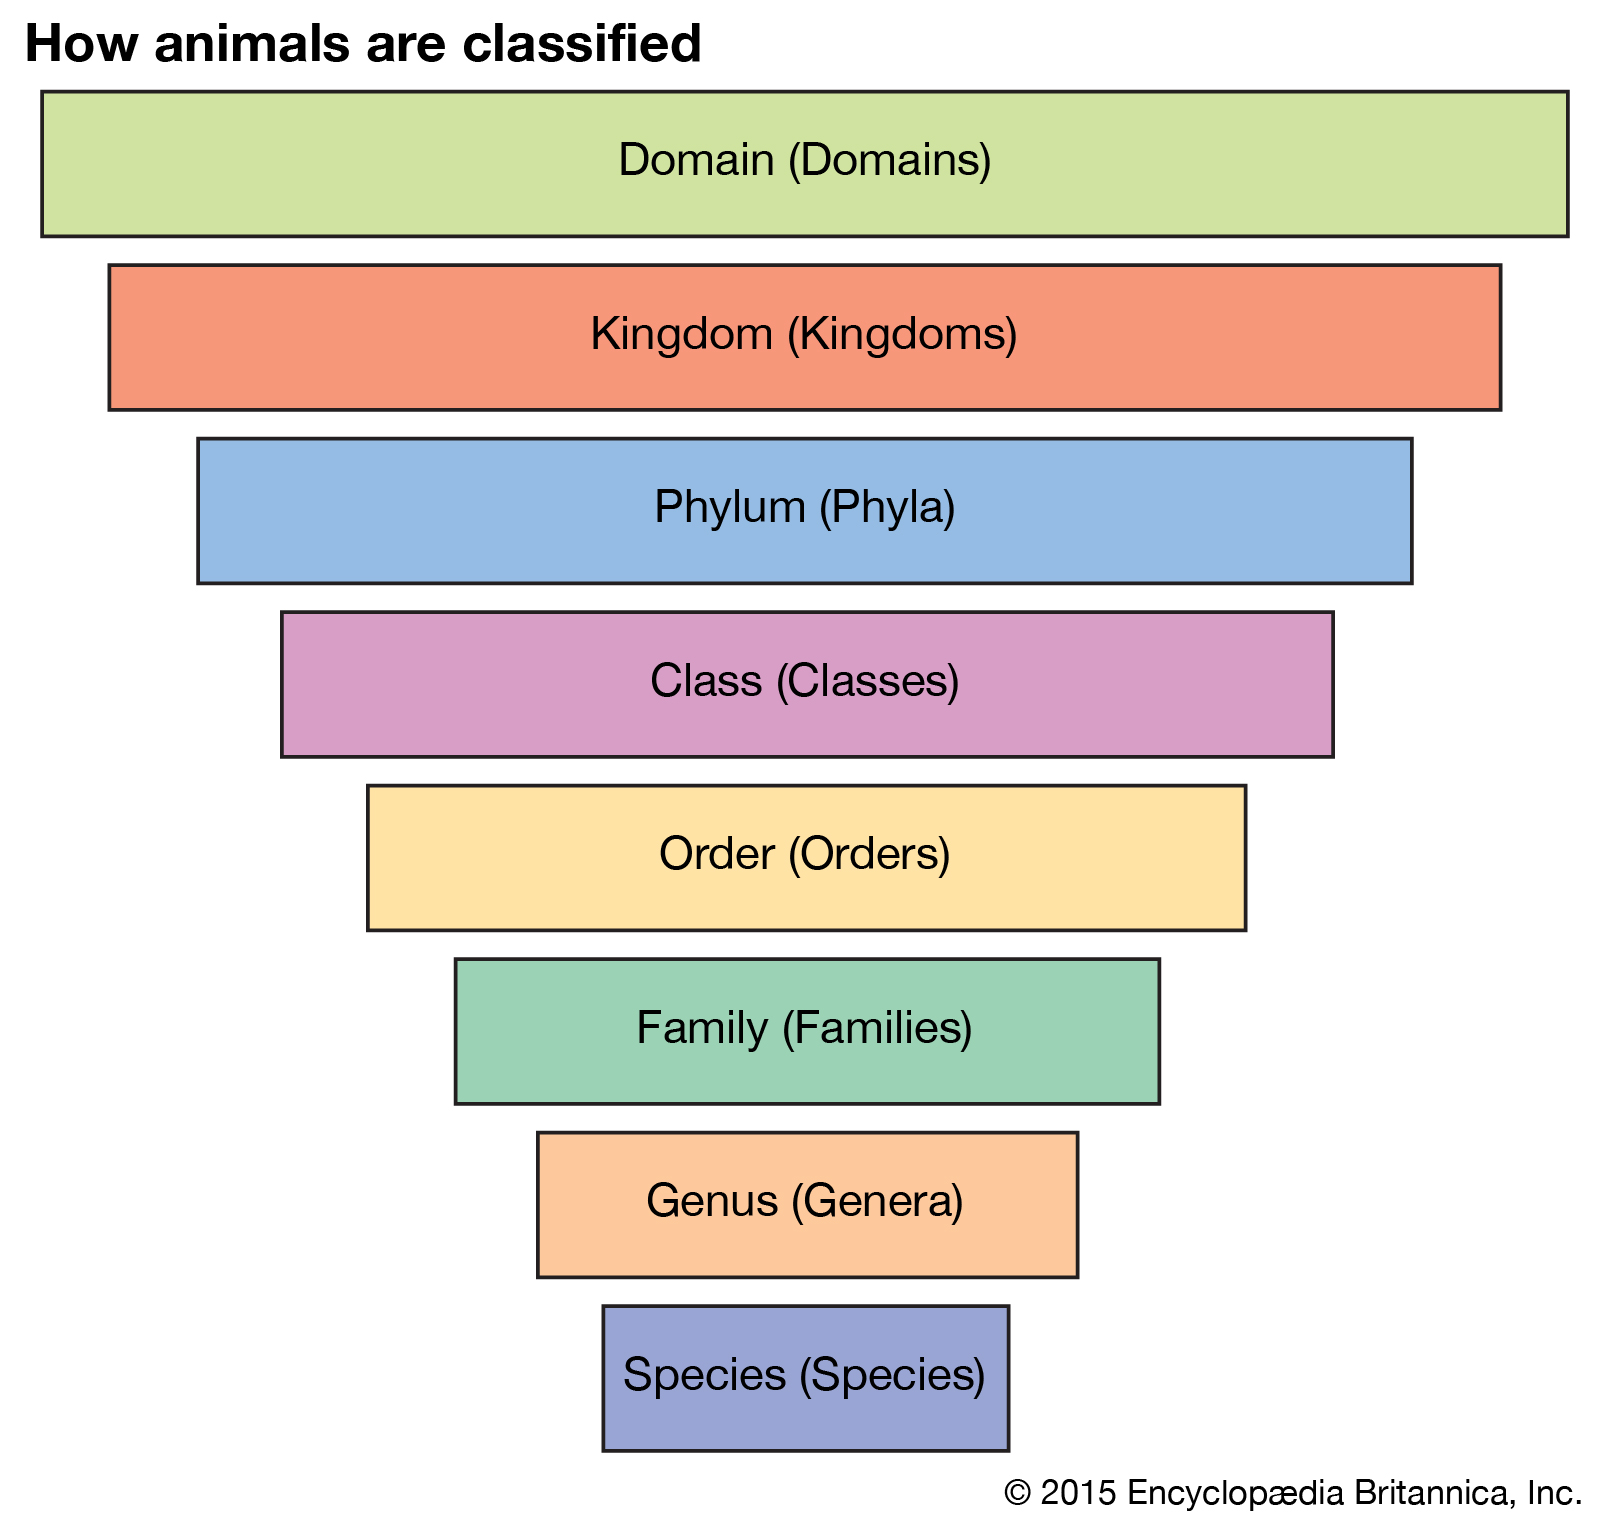 How animals are classified
Domain (Domains)
Kingdom (Kingdoms)
Phylum (Phyla)
Class (Classes)
Order (Orders)
Family (Families)
Genus (Genera)
Species (Species)
© 2015 Encyclopædia Britannica, Inc.